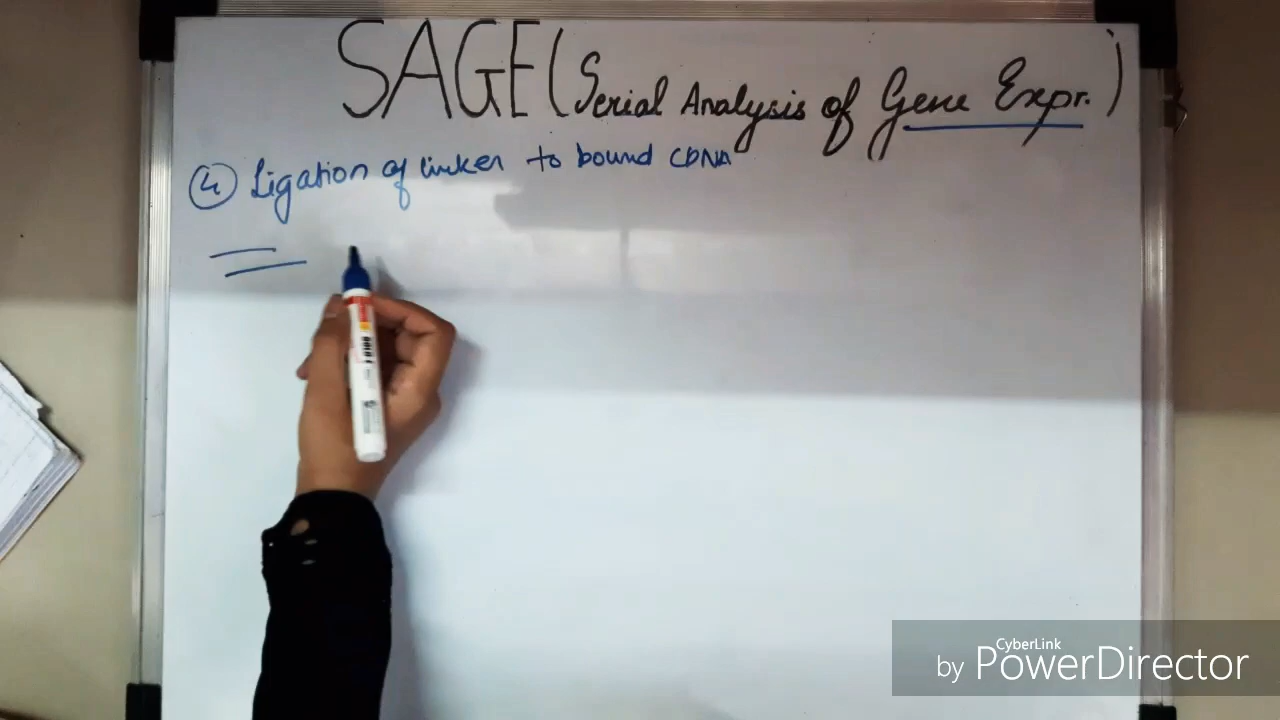 SAGE (Serial Analysis of Gene Expr.)
④ Ligation of linker to bound CDNA
CyberLink
by PowerDirector